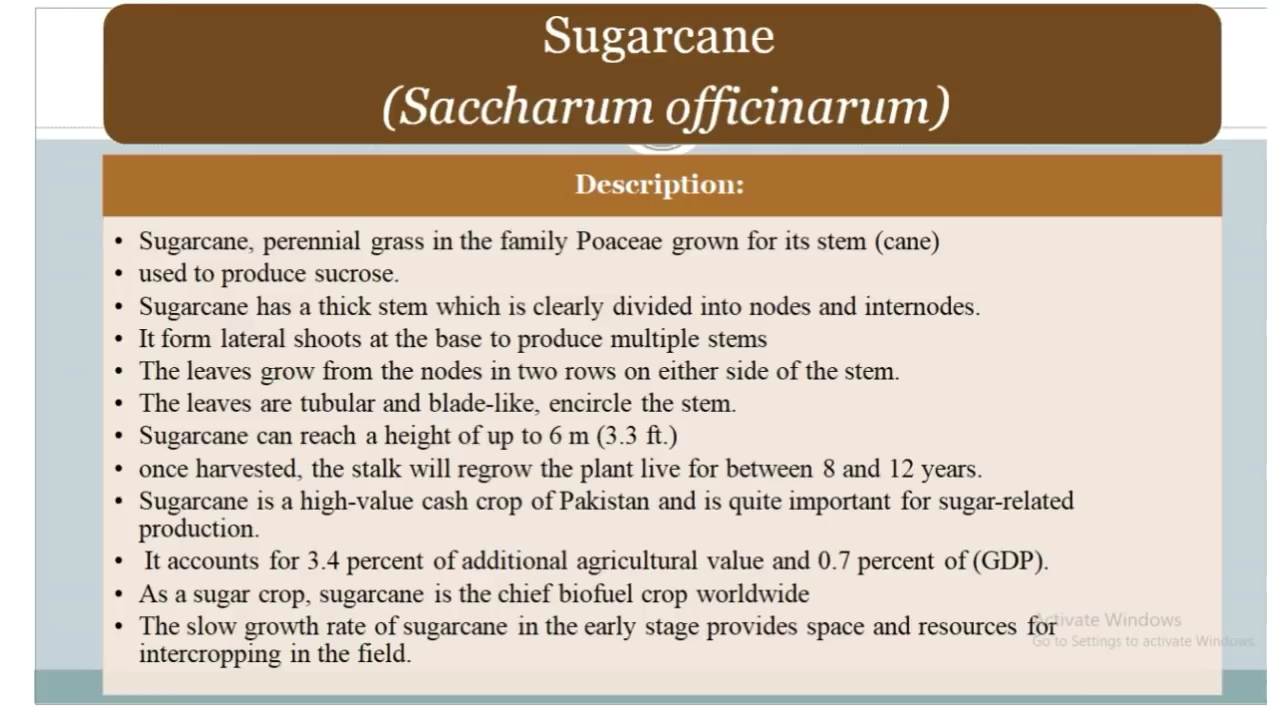 Sugarcane
(Saccharum officinarum)
Description:
• Sugarcane, perennial grass in the family Poaceae grown for its stem (cane)
• used to produce sucrose.
• Sugarcane has a thick stem which is clearly divided into nodes and internodes.
• It form lateral shoots at the base to produce multiple stems
• The leaves grow from the nodes in two rows on either side of the stem.
• The leaves are tubular and blade-like, encircle the stem.
• Sugarcane can reach a height of up to 6 m (3.3 ft.)
• once harvested, the stalk will regrow the plant live for between 8 and 12 years.
• Sugarcane is a high-value cash crop of Pakistan and is quite important for sugar-related
production.
• It accounts for 3.4 percent of additional agricultural value and 0.7 percent of (GDP).
• As a sugar crop, sugarcane is the chief biofuel crop worldwide
• The slow growth rate of sugarcane in the early stage provides space and resources for
intercropping in the field.
Activate Windows
Go to Settings to activate Windows.